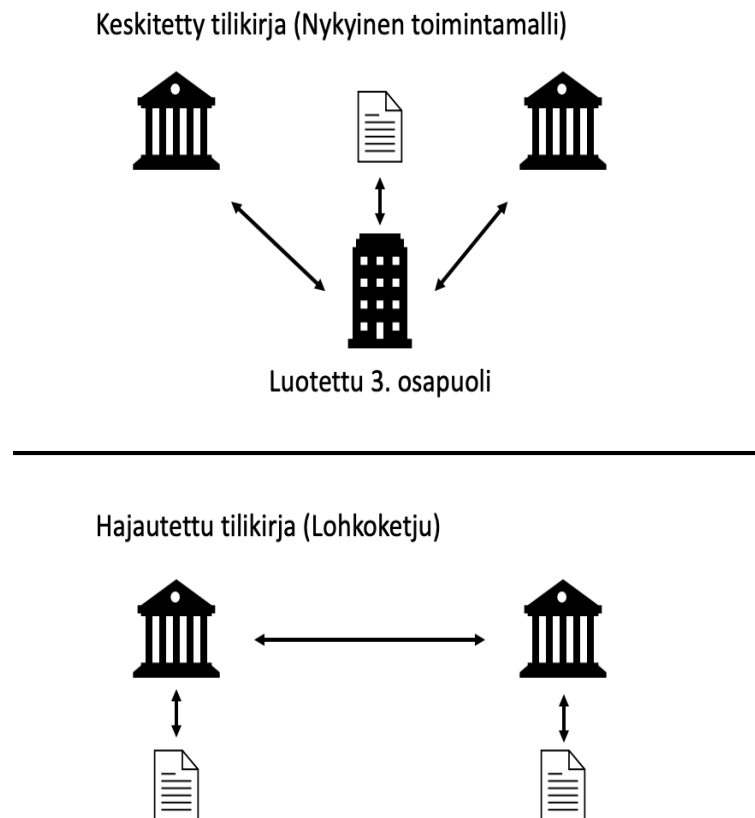 Keskitetty tilikirja (Nykyinen toimintamalli)
Luotettu 3. osapuoli
Hajautettu tilikirja (Lohkoketju)